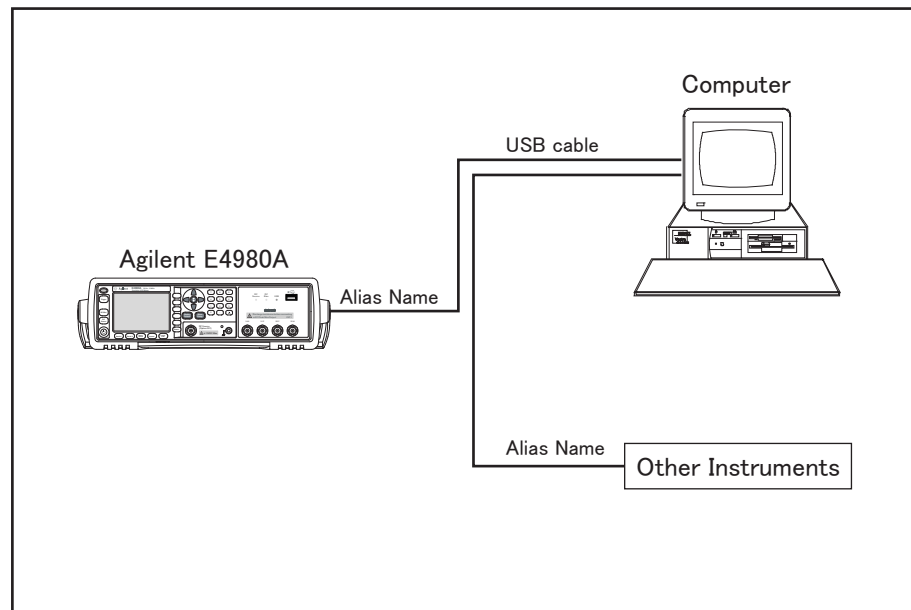 Computer
USB cable
Agilent E4980A
Alias Name
Alias Name
Other Instruments